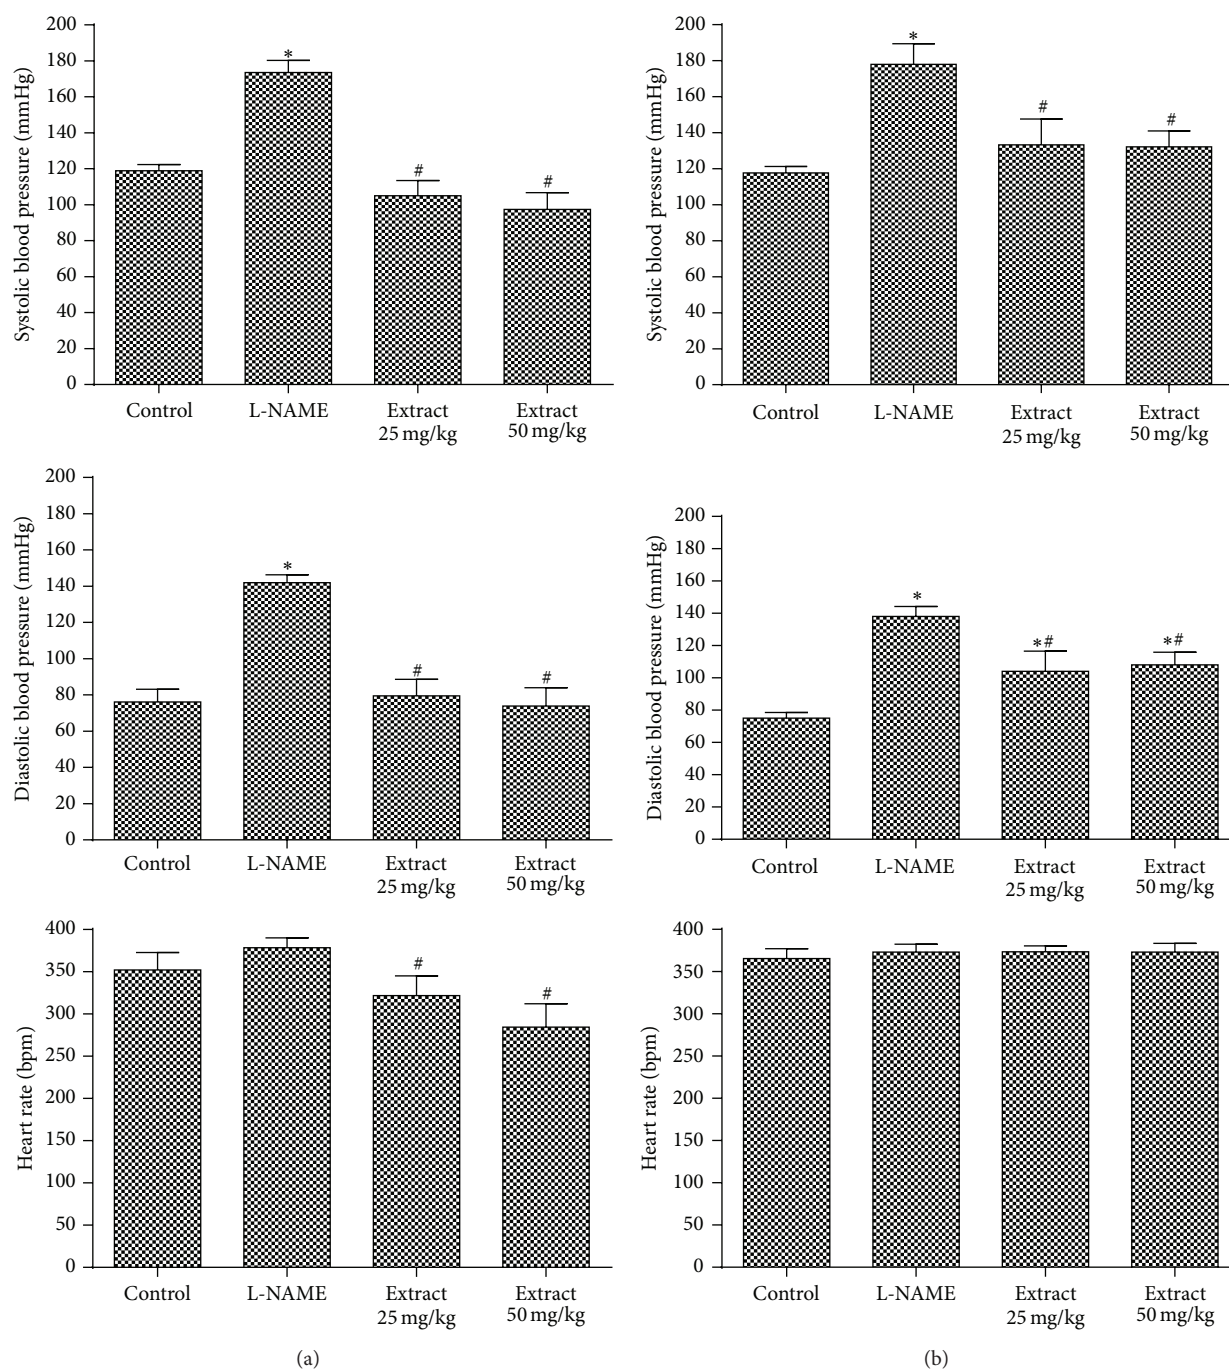 200
180
160
140
120
100
80
60
40
20
0
Systolic blood pressure (mmHg)
*
#
#
Control
L-NAME
Extract
25 mg/kg
Extract
50 mg/kg
200
180
160
140
120
100
80
60
40
20
0
Systolic blood pressure (mmHg)
*
#
#
Control
L-NAME
Extract
25 mg/kg
Extract
50 mg/kg
200
180
160
140
120
100
80
60
40
20
0
Diastolic blood pressure (mmHg)
*
#
#
Control
L-NAME
Extract
25 mg/kg
Extract
50 mg/kg
200
180
160
140
120
100
80
60
40
20
0
Diastolic blood pressure (mmHg)
*
*#
*#
Control
L-NAME
Extract
25 mg/kg
Extract
50 mg/kg
400
350
300
250
200
150
100
50
0
Heart rate (bpm)
#
#
Control
L-NAME
Extract
25 mg/kg
Extract
50 mg/kg
(a)
400
350
300
250
200
150
100
50
0
Heart rate (bpm)
Control
L-NAME
Extract
25 mg/kg
Extract
50 mg/kg
(b)